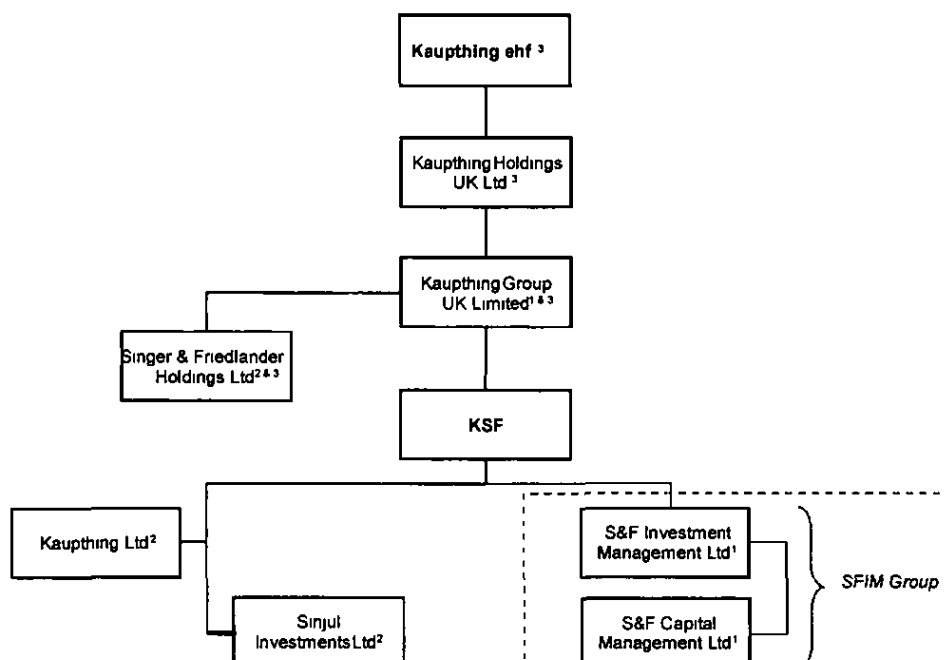 Kaupthing ehf 3
Kaupthing Holdings
UK Ltd 3
Kaupthing Group
UK Limited1 & 3
Singer & Friedlander
Holdings Ltd2 & 3
KSF
Kaupthing Ltd2
S&F Investment
Management Ltd1
SFIM Group
Sinjul
Investments Ltd2
S&F Capital
Management Ltd1